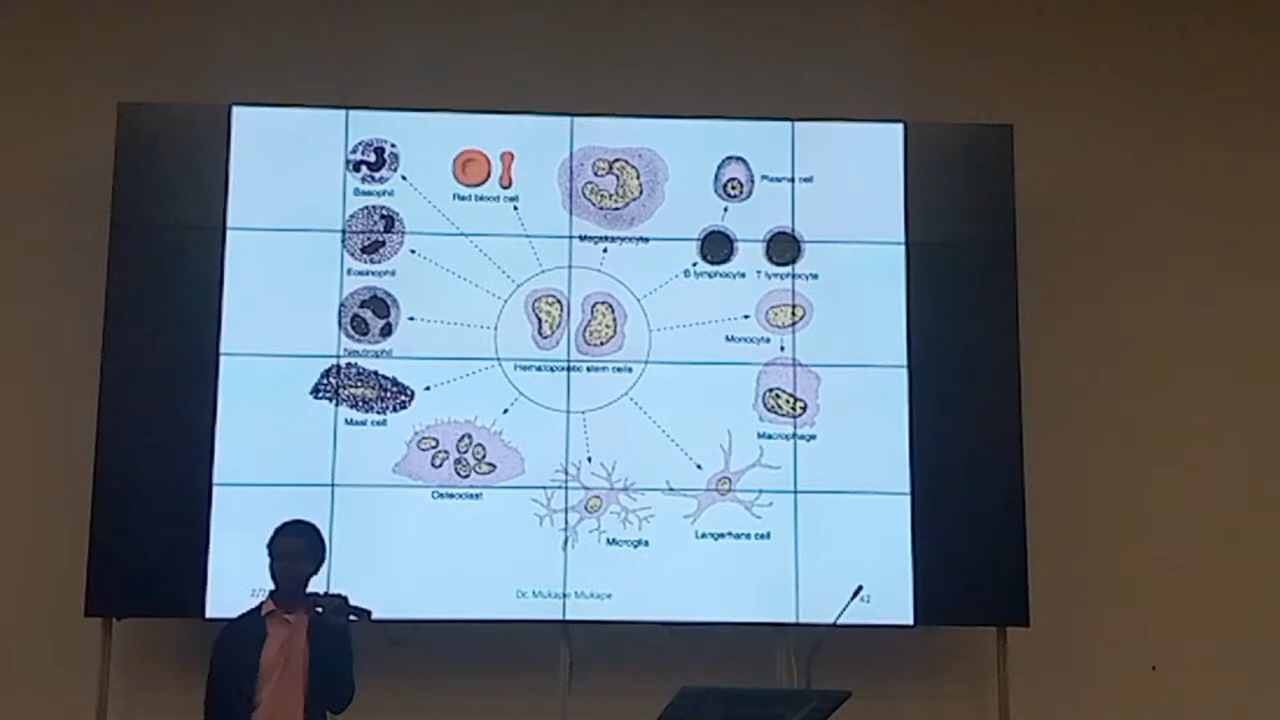 Basophil
Red blood cell
Plasma cell
Megakaryocyte
Eosinophil
B lymphocyte
T lymphocyte
Monocyte
Neutrophil
Hematopoietic stem cells
Mast cell
Macrophage
Osteoclast
Microglia
Langerhans cell
Dr. Mukape Mukape
42